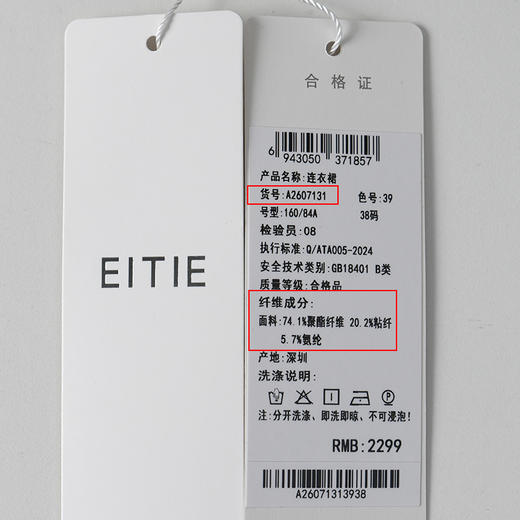 EITIE
合格证
6 943050 371857
产品名称:连衣裙
货号:A2607131 色号:39
号型:160/84A 38码
检验员:08
执行标准:Q/ATA005-2024
安全技术类别:GB18401 B类
质量等级:合格品
纤维成分:
面料:74.1%聚酯纤维 20.2%粘纤
5.7%氨纶
产地:深圳
洗涤说明:
注:分开洗涤、即洗即晾、不可浸泡!
RMB:2299
A26071313938